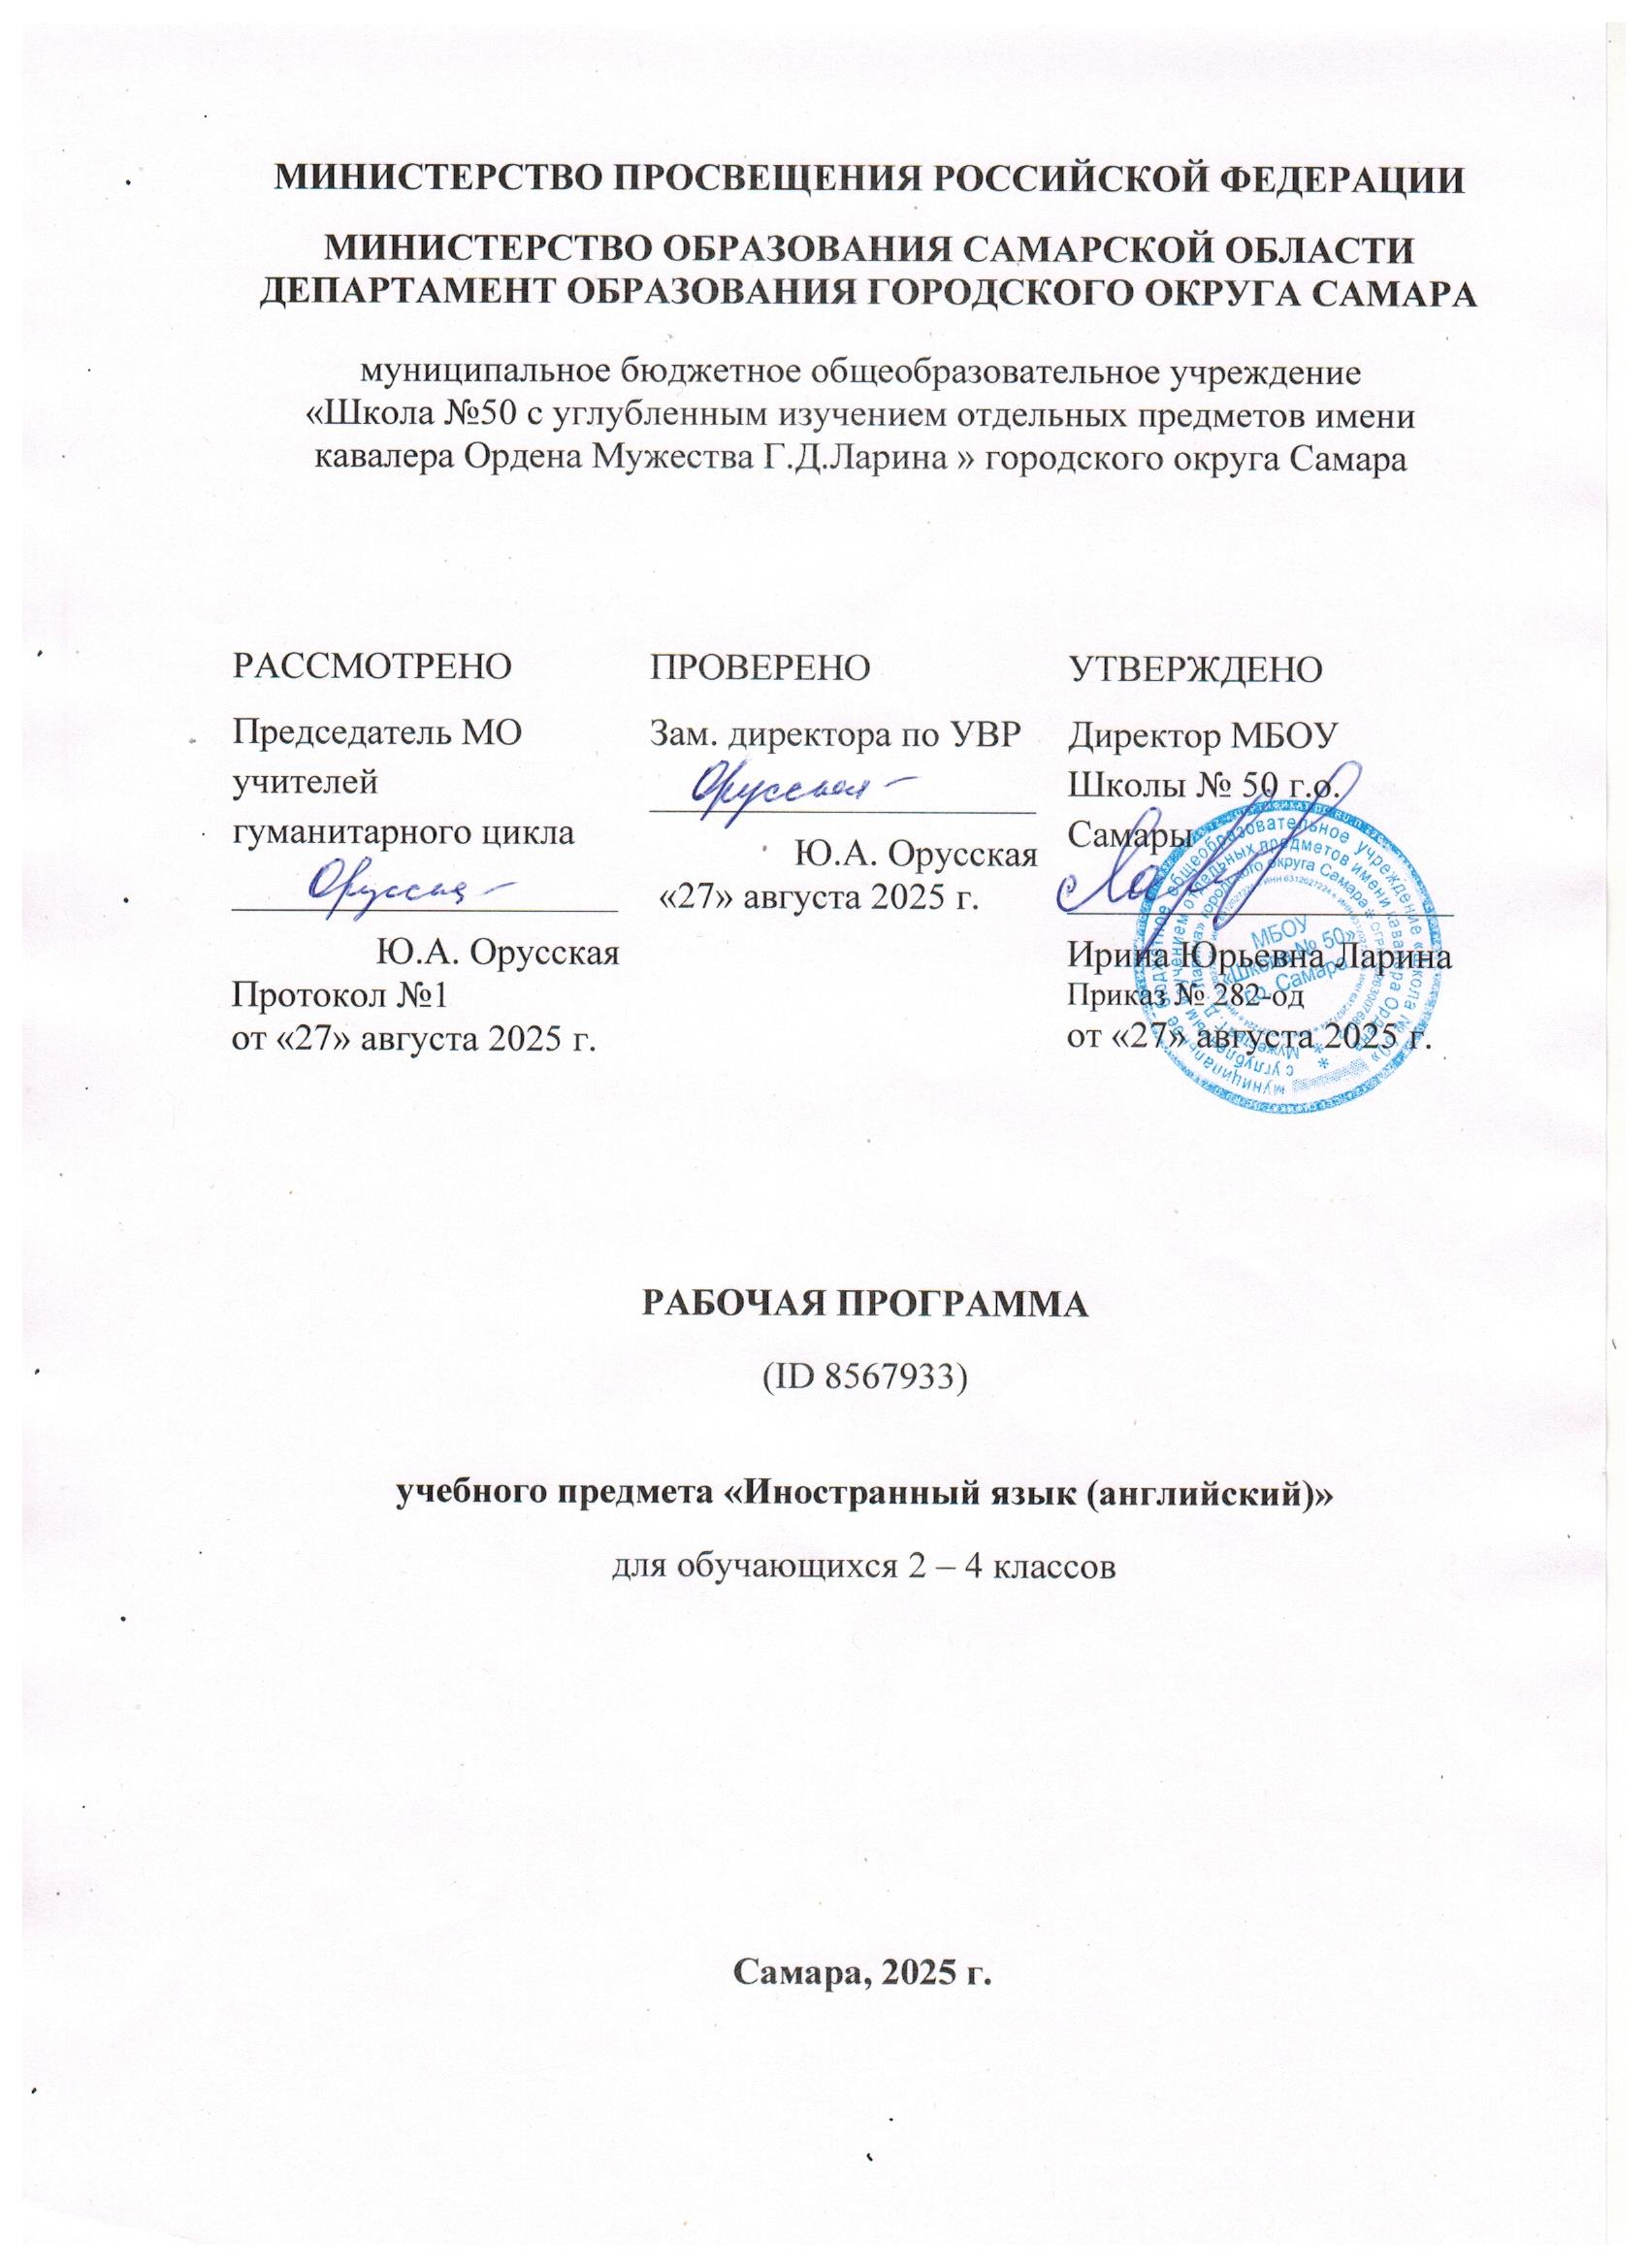 МИНИСТЕРСТВО ПРОСВЕЩЕНИЯ РОССИЙСКОЙ ФЕДЕРАЦИИ
МИНИСТЕРСТВО ОБРАЗОВАНИЯ САМАРСКОЙ ОБЛАСТИ
ДЕПАРТАМЕНТ ОБРАЗОВАНИЯ ГОРОДСКОГО ОКРУГА САМАРА
муниципальное бюджетное общеобразовательное учреждение
«Школа №50 с углубленным изучением отдельных предметов имени
кавалера Ордена Мужества Г.Д.Ларина » городского округа Самара
РАССМОТРЕНО
Председатель МО
учителей
гуманитарного цикла
Ю.А. Орусская
Протокол №1
от «27» августа 2025 г.
ПРОВЕРЕНО
Зам. директора по УВР
Ю.А. Орусская
«27» августа 2025 г.
УТВЕРЖДЕНО
Директор МБОУ
Школы № 50 г.о.
Самары
Ирина Юрьевна Ларина
Приказ № 282-од
от «27» августа 2025 г.
МБОУ
«Школа № 50»
г.о. Самара
РАБОЧАЯ ПРОГРАММА
(ID 8567933)
учебного предмета «Иностранный язык (английский)»
для обучающихся 2 – 4 классов
Самара, 2025 г.